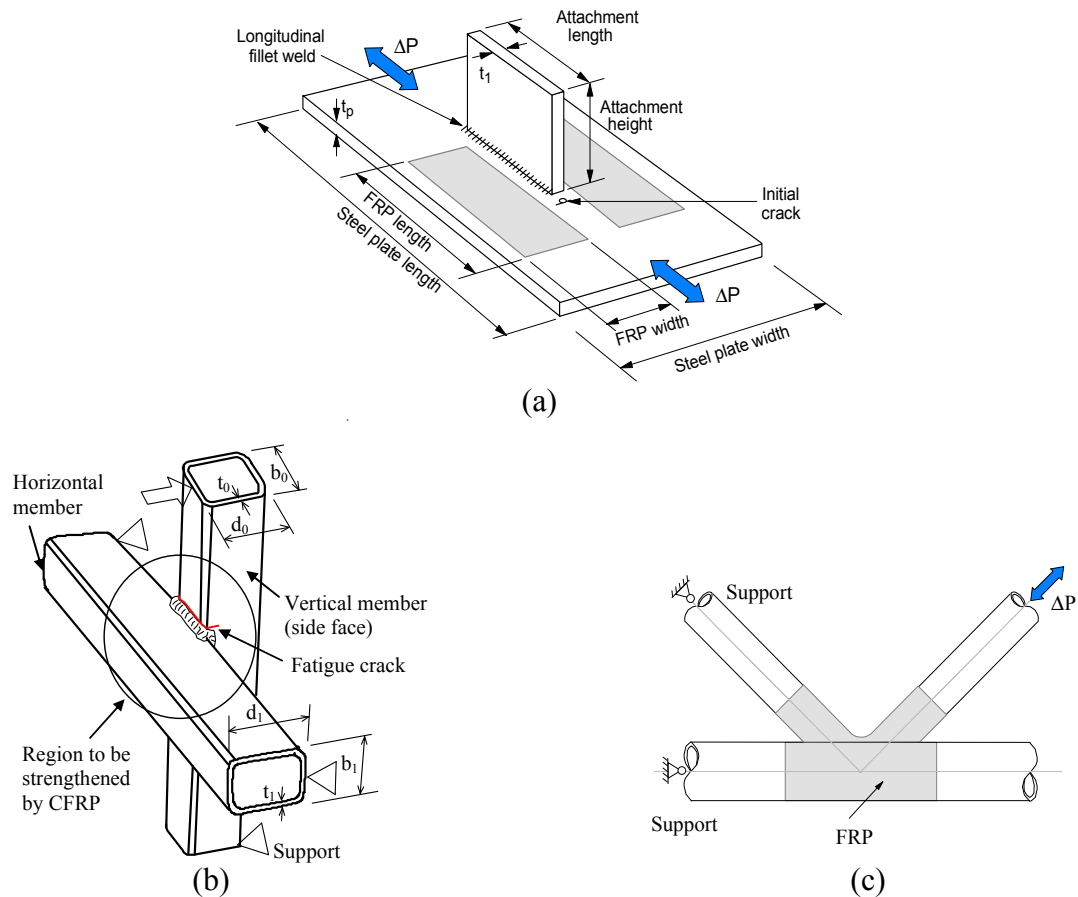 Attachment
length
Longitudinal
fillet weld
ΔP
t1
Attachment
height
tp
Initial
crack
FRP length
Steel plate length
ΔP
FRP width
Steel plate width
(a)
Horizontal
member
t0
b0
d0
Vertical member
(side face)
Fatigue crack
d1
b1
t1
Region to be
strengthened
by CFRP
Support
(b)
Support
ΔP
Support
FRP
(c)